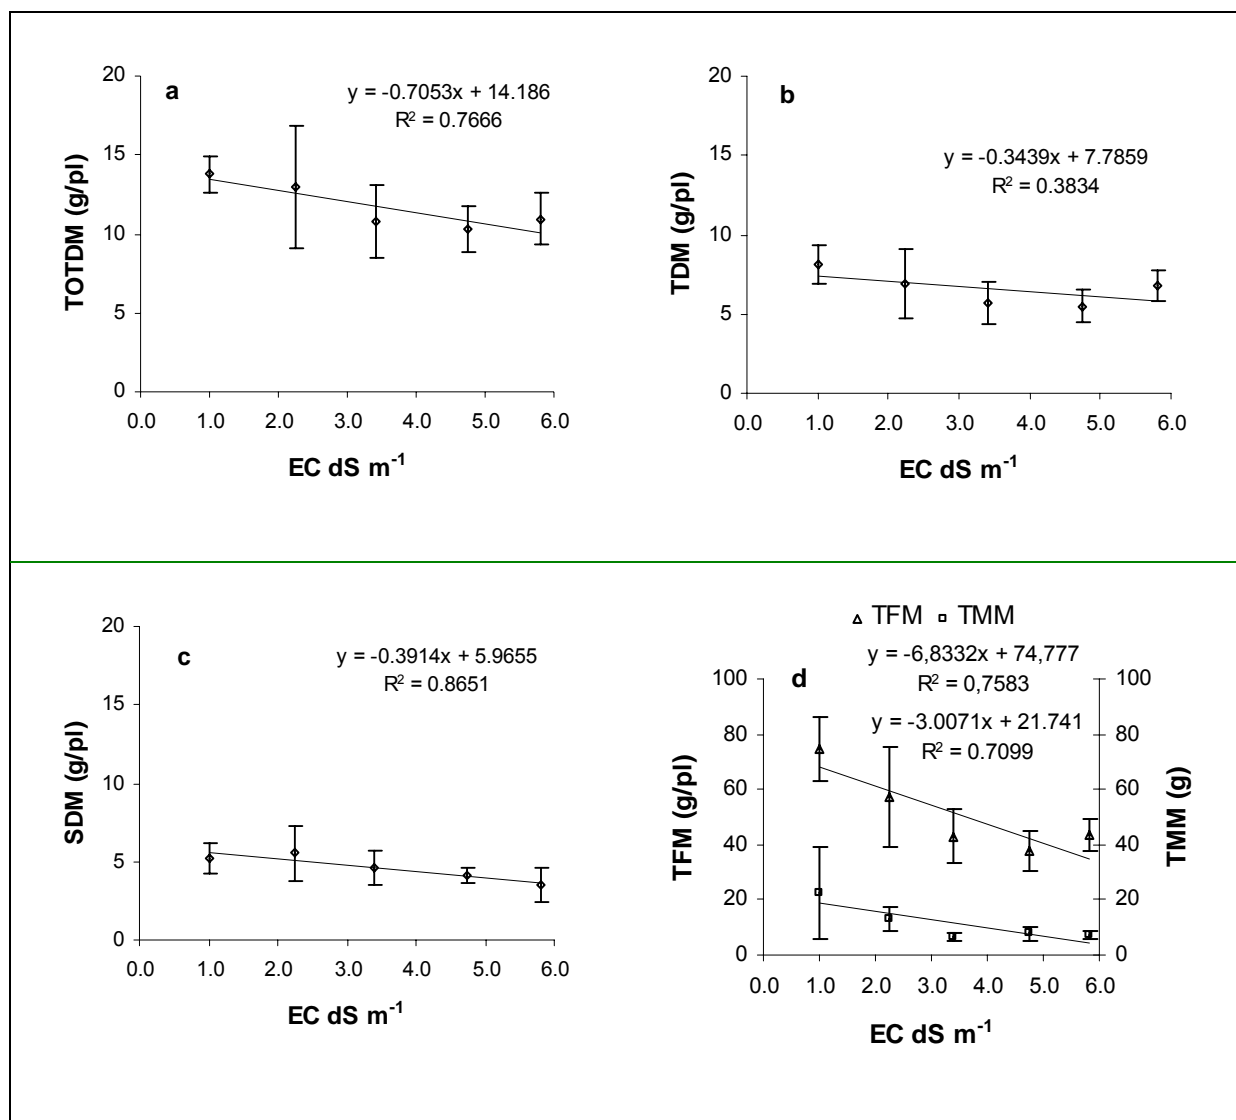 a
y = -0.7053x + 14.186
R² = 0.7666
TOTDM (g/pl)
20
15
10
5
0
0.0 1.0 2.0 3.0 4.0 5.0 6.0
EC dS m⁻¹
b
y = -0.3439x + 7.7859
R² = 0.3834
TDM (g/pl)
20
15
10
5
0
0.0 1.0 2.0 3.0 4.0 5.0 6.0
EC dS m⁻¹
c
y = -0.3914x + 5.9655
R² = 0.8651
SDM (g/pl)
20
15
10
5
0
0.0 1.0 2.0 3.0 4.0 5.0 6.0
EC dS m⁻¹
TFM TMM
d
y = -6,8332x + 74,777
R² = 0,7583
y = -3.0071x + 21.741
R² = 0.7099
TFM (g/pl)
100
80
60
40
20
0
0.0 1.0 2.0 3.0 4.0 5.0 6.0
100
80
60
40
20
0
TMM (g)
EC dS m⁻¹